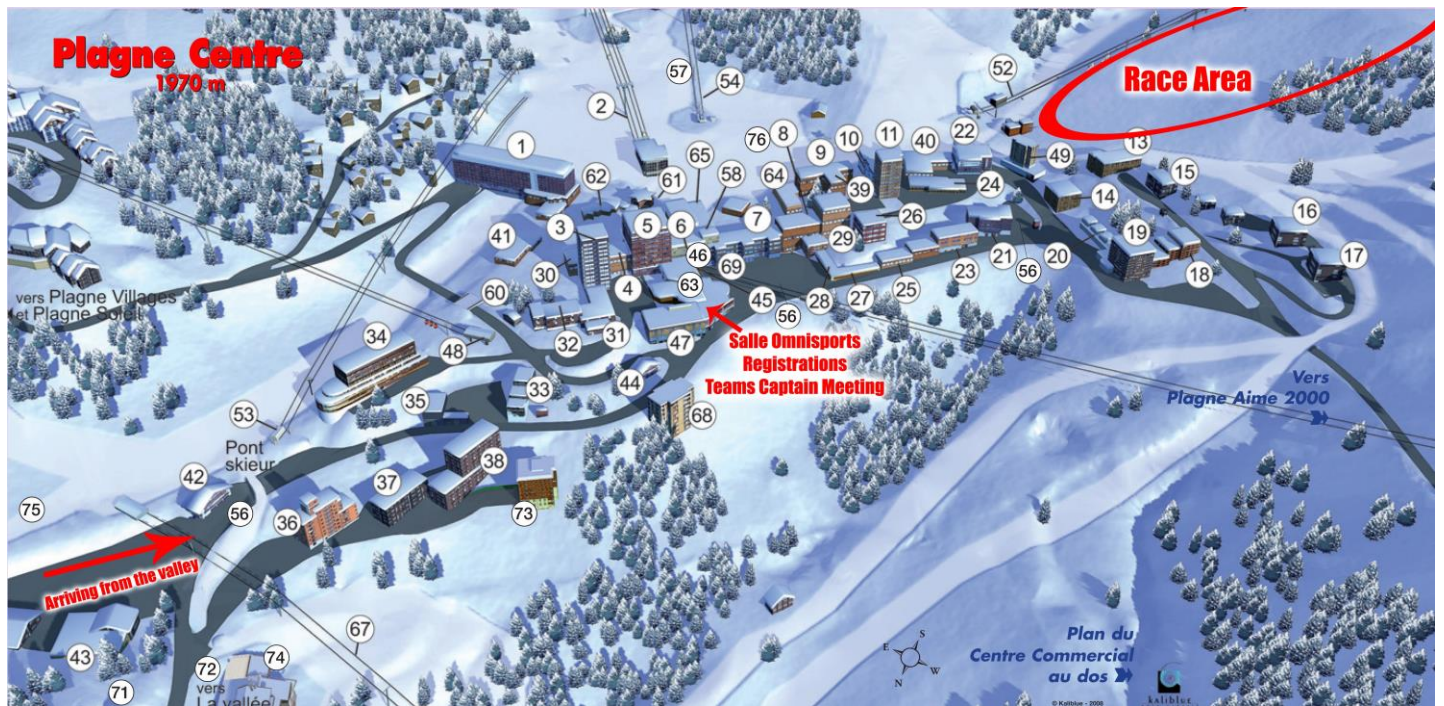 Plagne Centre
1970 m
Race Area
57
54
52
2
1
76
8
9
10
11
40
22
49
13
15
62
61
65
58
64
39
24
14
16
41
3
5
6
7
26
29
19
17
30
46
69
63
4
21
56
20
18
23
25
27
28
45
56
60
vers Plagne Villages
et Plagne Soleil
34
48
32
31
47
Salle Omnisports
Registrations
Teams Captain Meeting
33
44
35
68
Vers
Plagne Aime 2000
53
Pont
skieur
42
38
37
36
73
75
56
Arriving from the valley
43
71
72
74
67
vers
La vallée
E
S
N
W
Plan du
Centre Commercial
au dos
kaliblue
© Kaliblue - 2008